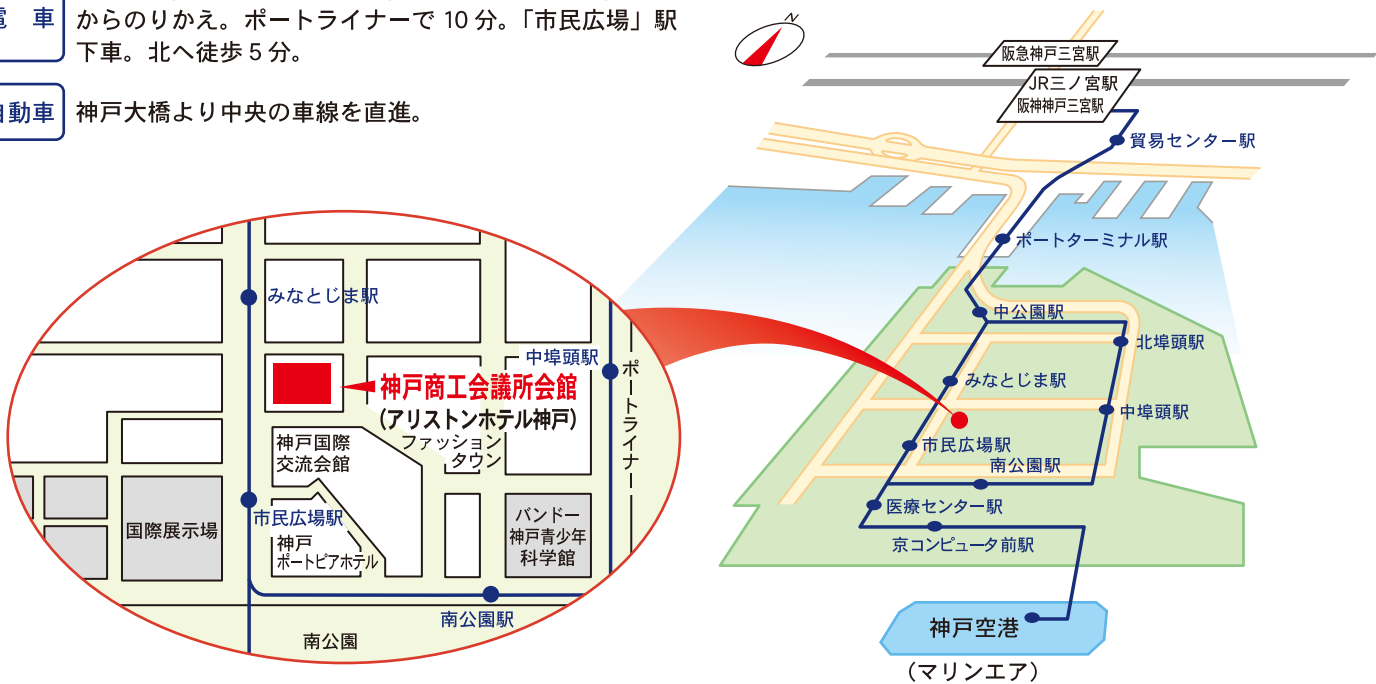 電 車
からのりかえ。ポートライナーで 10 分。「市民広場」駅
下車。北へ徒歩 5 分。
自動車
神戸大橋より中央の車線を直進。
N
阪急神戸三宮駅
JR三ノ宮駅
阪神神戸三宮駅
貿易センター駅
ポートターミナル駅
中公園駅
北埠頭駅
みなとじま駅
中埠頭駅
市民広場駅
南公園駅
医療センター駅
京コンピュータ前駅
神戸空港
（マリンエア）
みなとじま駅
中埠頭駅
ポートライナー
神戸商工会議所会館
(アリストンホテル神戸)
ファッション
タウン
神戸国際
交流会館
市民広場駅
国際展示場
神戸
ポートピアホテル
バンドー
神戸青少年
科学館
南公園駅
南公園